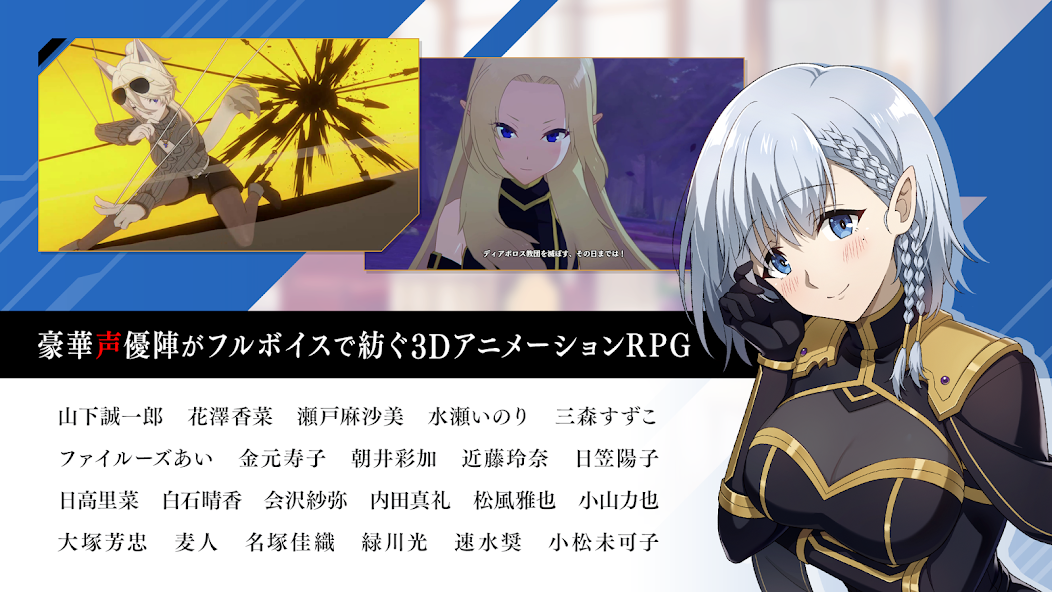 ディアボロス教団を滅ぼす、その日までは！
豪華声優陣がフルボイスで紡ぐ3DアニメーションRPG
山下誠一郎 花澤香菜 瀬戸麻沙美 水瀬いのり 三森すずこ
ファイルーズあい 金元寿子 朝井彩加 近藤玲奈 日笠陽子
日高里菜 白石晴香 会沢紗弥 内田真礼 松風雅也 小山力也
大塚芳忠 麦人 名塚佳織 緑川光 速水奨 小松未可子